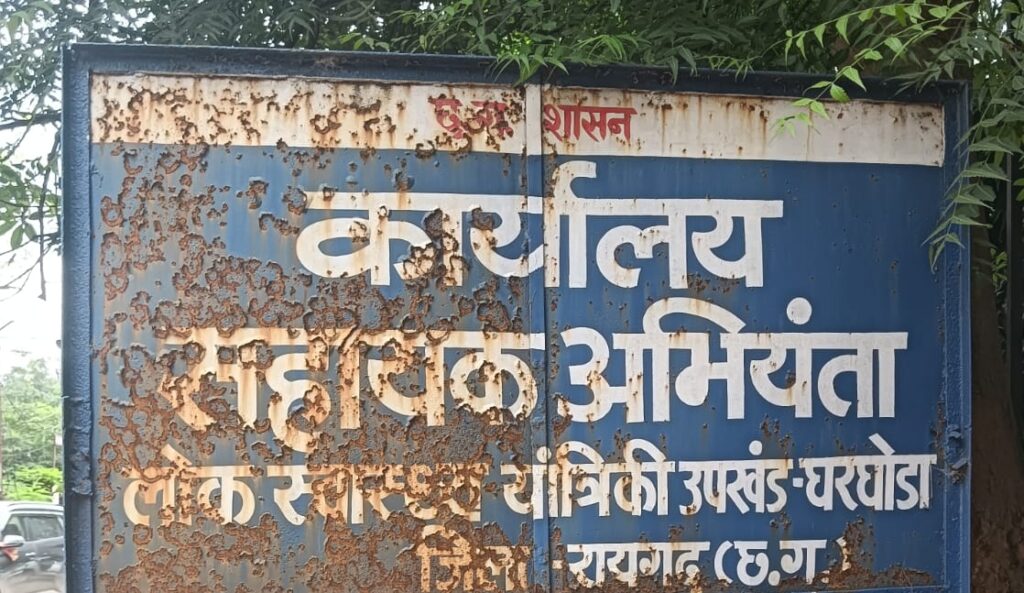 छ.ग. शासन
कार्यालय
सहायक अभियंता
लोक स्वास्थ्य यांत्रिकी उपखंड-घरघोडा
जिला - रायगढ (छ.ग.)